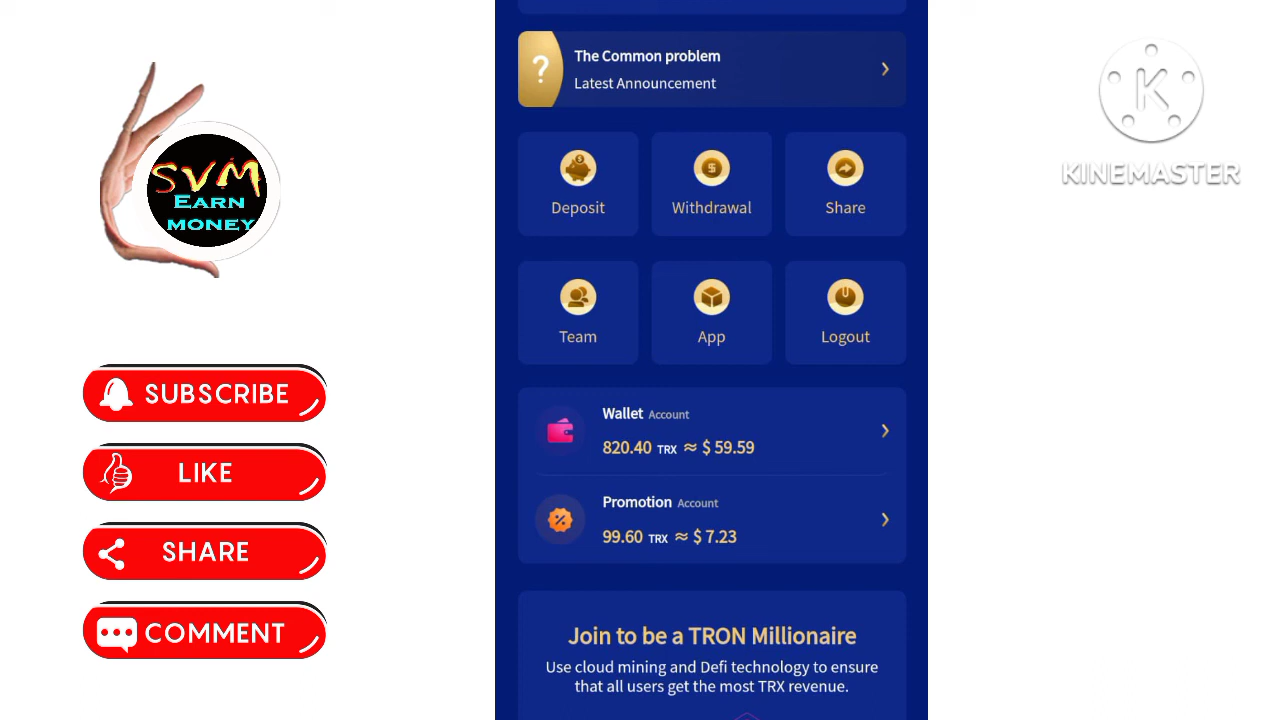 SVM
EARN
MONEY
SUBSCRIBE
LIKE
SHARE
COMMENT
?
The Common problem
Latest Announcement
Deposit
Withdrawal
Share
Team
App
Logout
Wallet Account
820.40 TRX ≈ $ 59.59
Promotion Account
99.60 TRX ≈ $ 7.23
Join to be a TRON Millionaire
Use cloud mining and Defi technology to ensure
that all users get the most TRX revenue.
K
KINEMASTER